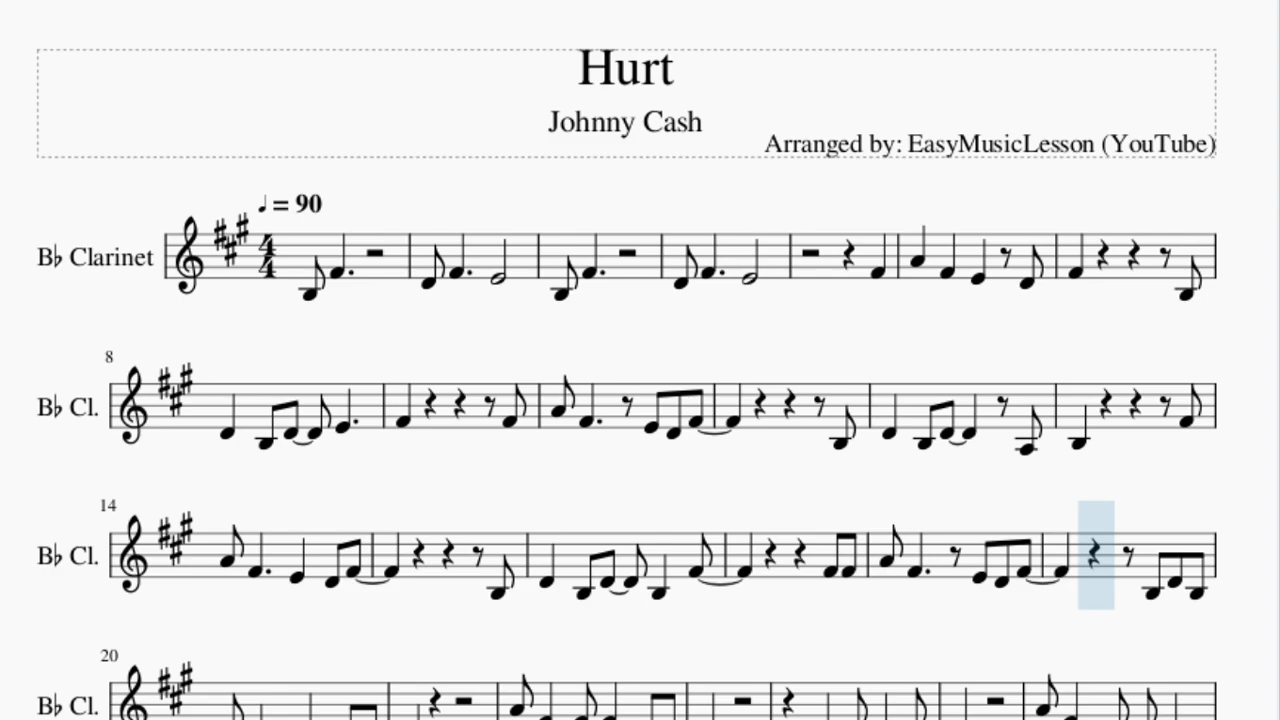 Hurt
Johnny Cash
Arranged by: EasyMusicLesson (YouTube)
♩ = 90
B♭ Clarinet
4
4
8
B♭ Cl.
14
B♭ Cl.
20
B♭ Cl.